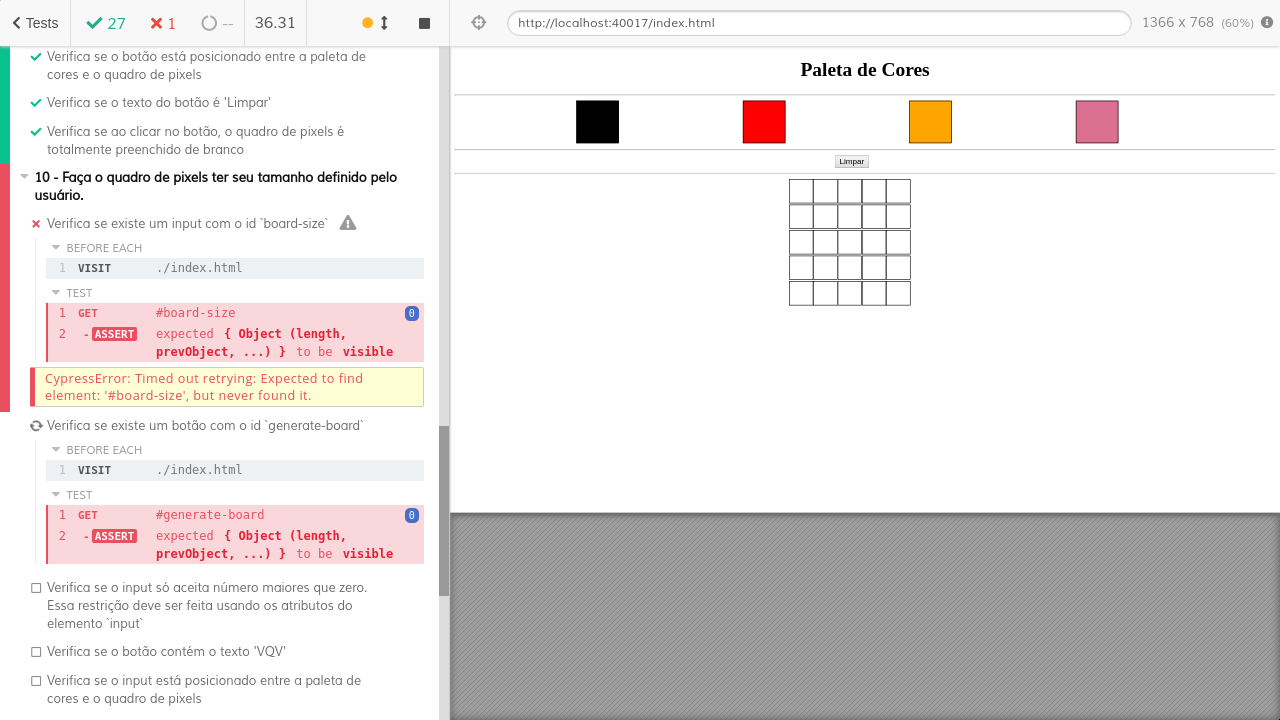 Tests
27
1
--
36.31
http://localhost:40017/index.html
1366 x 768 (60%)
Verifica se o botão está posicionado entre a paleta de
cores e o quadro de pixels
Verifica se o texto do botão é 'Limpar'
Verifica se ao clicar no botão, o quadro de pixels é
totalmente preenchido de branco
10 - Faça o quadro de pixels ter seu tamanho definido pelo
usuário.
Verifica se existe um input com o id `board-size`
BEFORE EACH
1 VISIT ./index.html
TEST
1 GET #board-size 0
2 -ASSERT expected { Object (length,
prevObject, ...) } to be visible
CypressError: Timed out retrying: Expected to find
element: '#board-size', but never found it.
Verifica se existe um botão com o id `generate-board`
BEFORE EACH
1 VISIT ./index.html
TEST
1 GET #generate-board 0
2 -ASSERT expected { Object (length,
prevObject, ...) } to be visible
Verifica se o input só aceita número maiores que zero.
Essa restrição deve ser feita usando os atributos do
elemento `input`
Verifica se o botão contém o texto 'VQV'
Verifica se o input está posicionado entre a paleta de
cores e o quadro de pixels
Paleta de Cores
Limpar